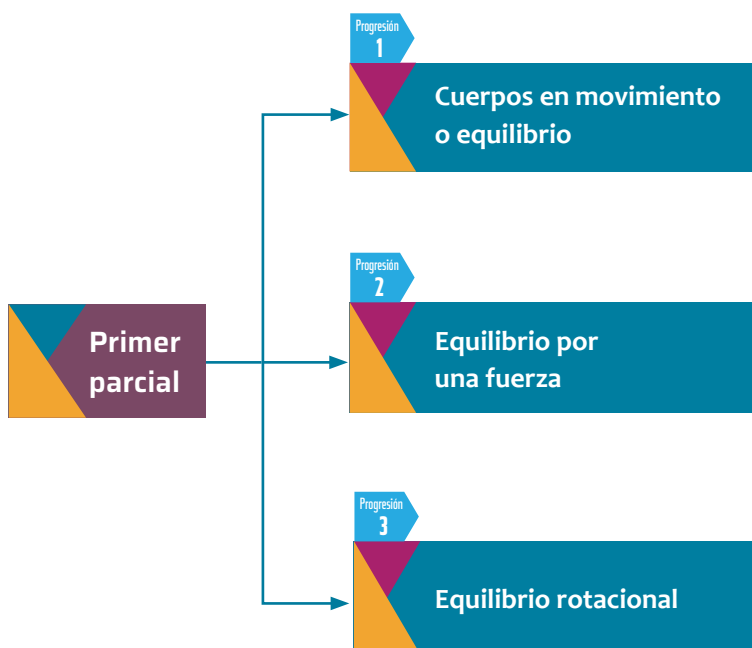 Progresión
1
Cuerpos en movimiento
o equilibrio
Progresión
2
Primer
parcial
Equilibrio por
una fuerza
Progresión
3
Equilibrio rotacional